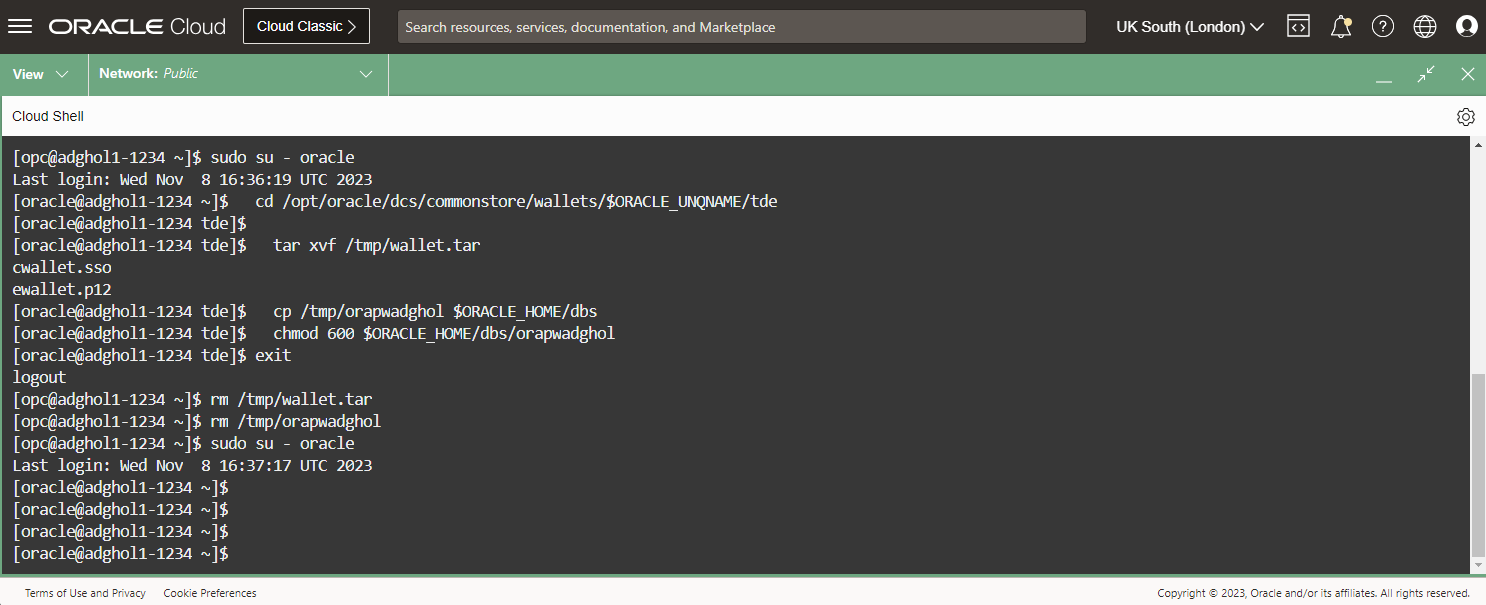 ORACLE Cloud
Cloud Classic >
Search resources, services, documentation, and Marketplace
UK South (London)
View
Network: Public
Cloud Shell
[opc@adghol1-1234 ~]$ sudo su - oracle
Last login: Wed Nov  8 16:36:19 UTC 2023
[oracle@adghol1-1234 ~]$   cd /opt/oracle/dcs/commonstore/wallets/$ORACLE_UNQNAME/tde
[oracle@adghol1-1234 tde]$
[oracle@adghol1-1234 tde]$   tar xvf /tmp/wallet.tar
cwallet.sso
ewallet.p12
[oracle@adghol1-1234 tde]$   cp /tmp/orapwadghol $ORACLE_HOME/dbs
[oracle@adghol1-1234 tde]$   chmod 600 $ORACLE_HOME/dbs/orapwadghol
[oracle@adghol1-1234 tde]$ exit
logout
[opc@adghol1-1234 ~]$ rm /tmp/wallet.tar
[opc@adghol1-1234 ~]$ rm /tmp/orapwadghol
[opc@adghol1-1234 ~]$ sudo su - oracle
Last login: Wed Nov  8 16:37:17 UTC 2023
[oracle@adghol1-1234 ~]$
[oracle@adghol1-1234 ~]$
[oracle@adghol1-1234 ~]$
[oracle@adghol1-1234 ~]$
Terms of Use and Privacy
Cookie Preferences
Copyright © 2023, Oracle and/or its affiliates. All rights reserved.